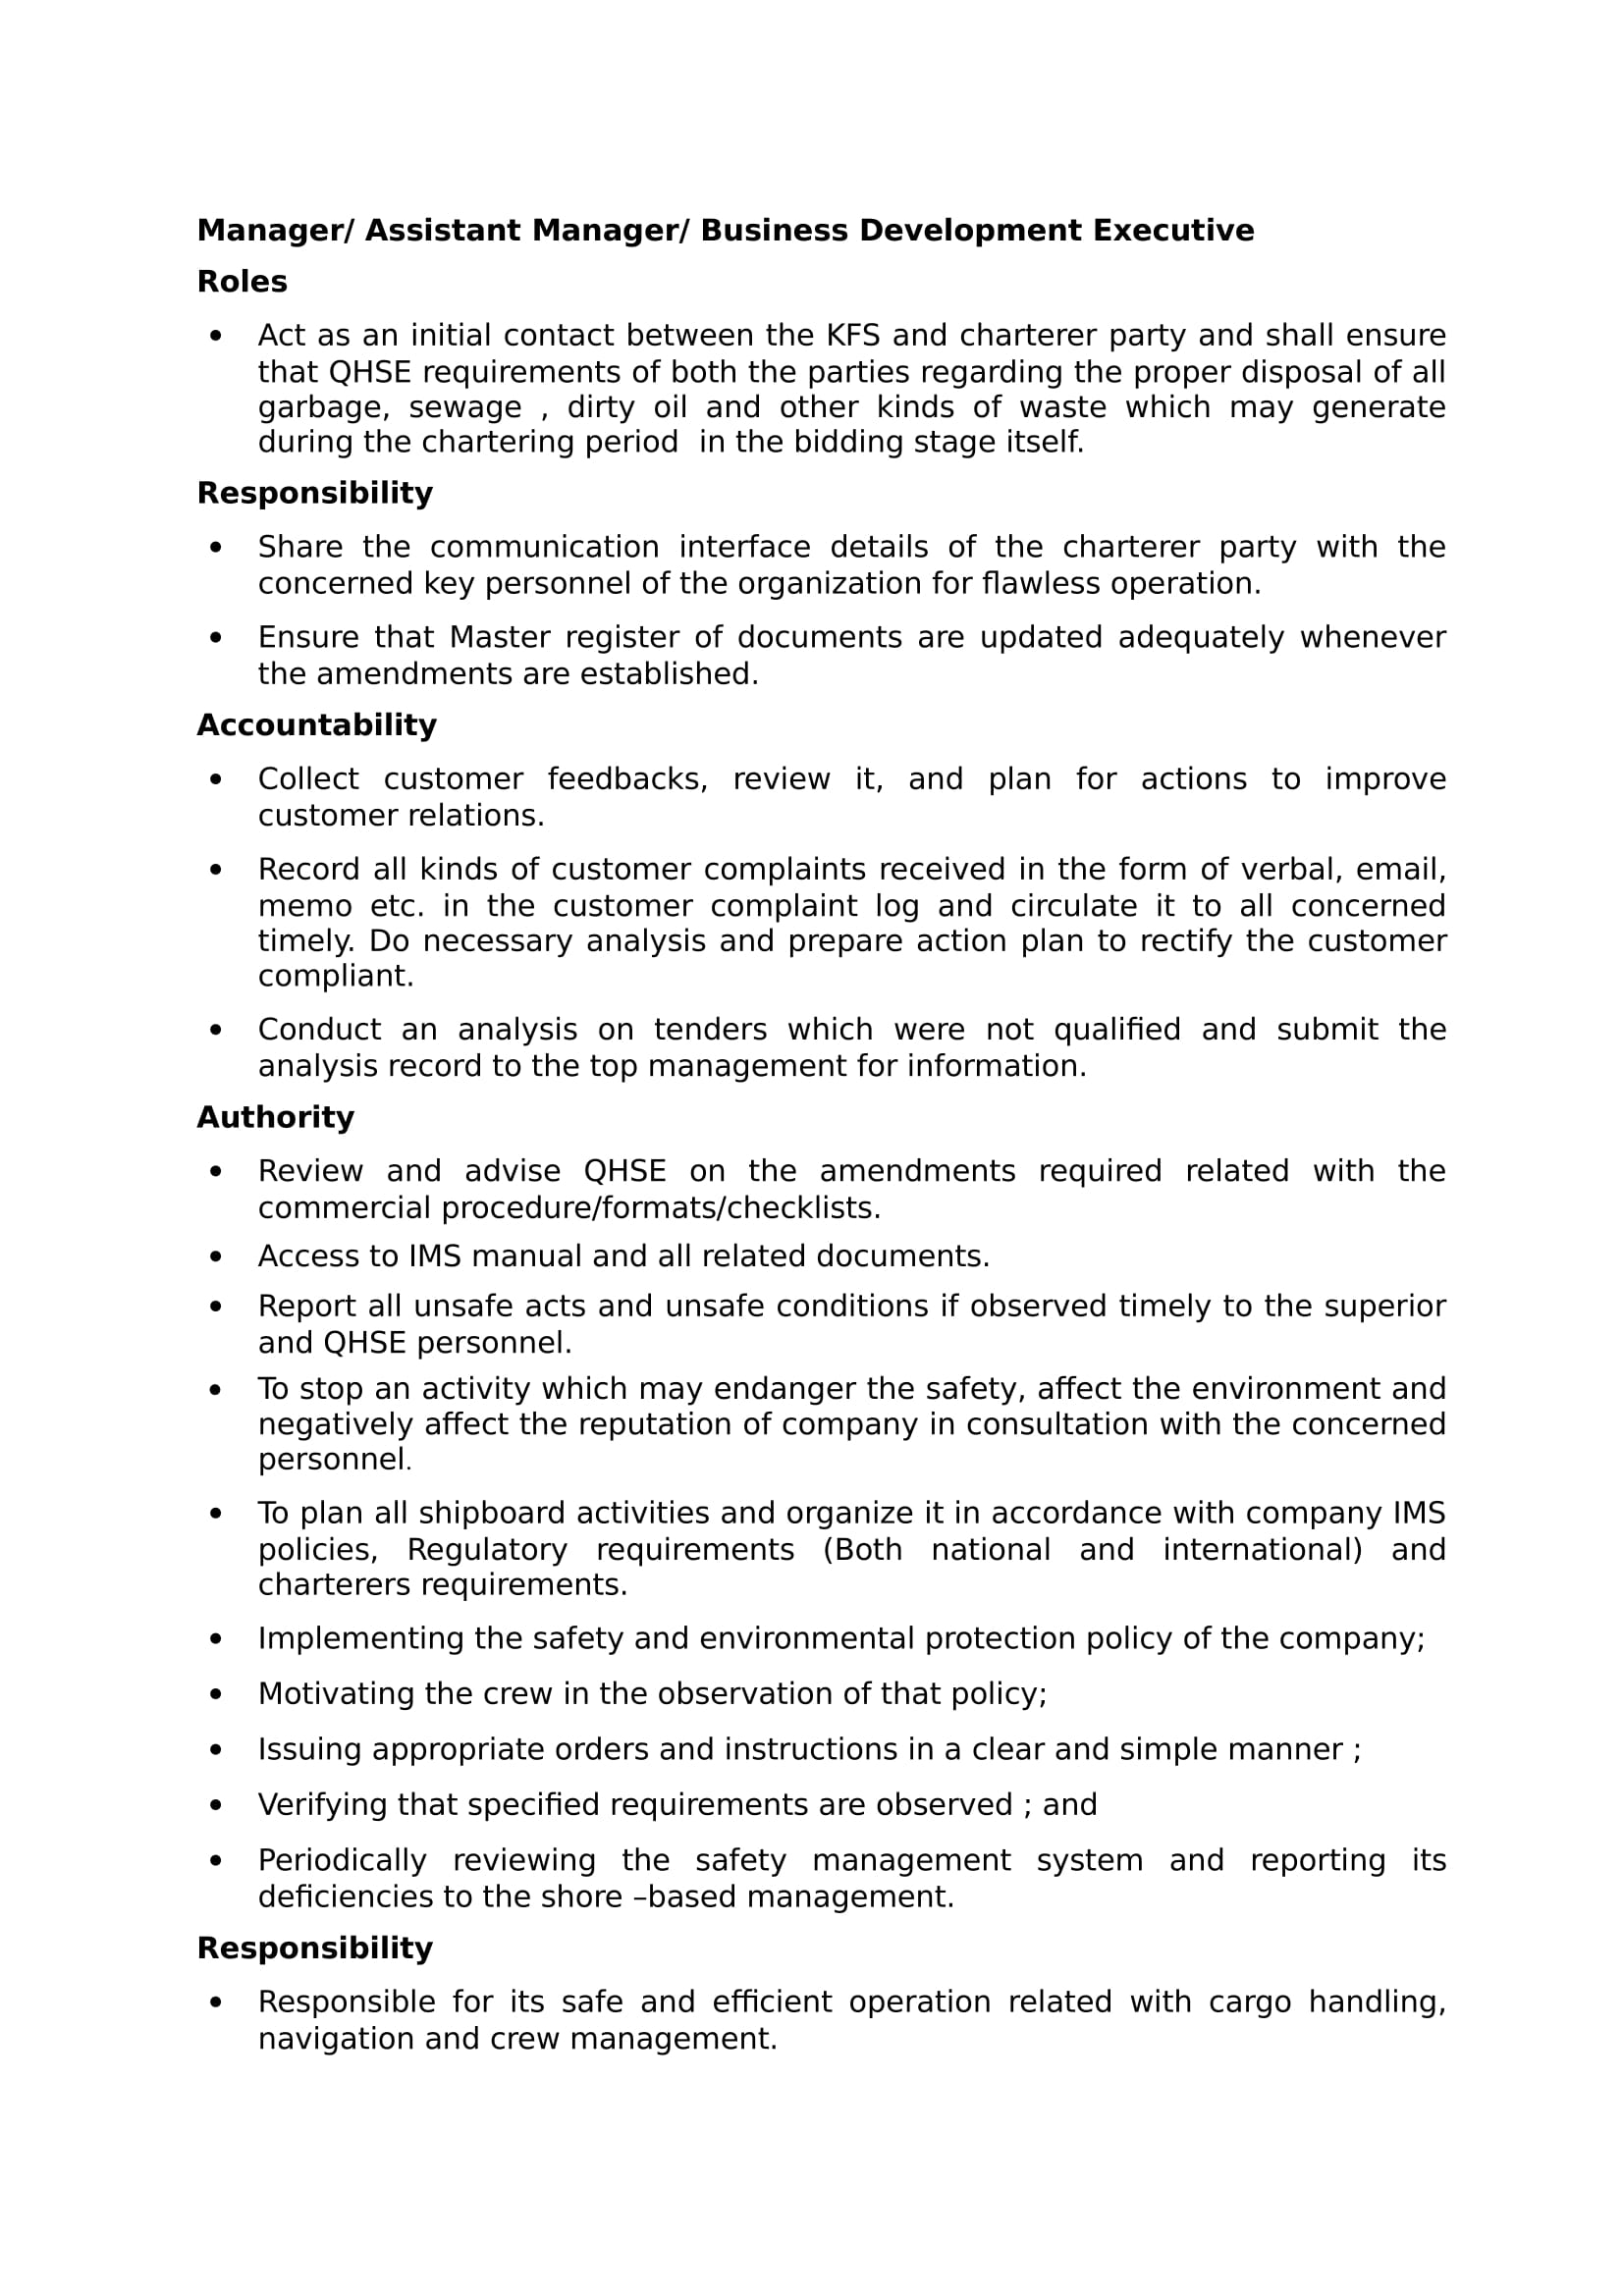 Manager/ Assistant Manager/ Business Development Executive
Roles
• Act as an initial contact between the KFS and charterer party and shall ensure
that QHSE requirements of both the parties regarding the proper disposal of all
garbage, sewage , dirty oil and other kinds of waste which may generate
during the chartering period  in the bidding stage itself.
Responsibility
• Share the communication interface details of the charterer party with the
concerned key personnel of the organization for flawless operation.
• Ensure that Master register of documents are updated adequately whenever
the amendments are established.
Accountability
• Collect customer feedbacks, review it, and plan for actions to improve
customer relations.
• Record all kinds of customer complaints received in the form of verbal, email,
memo etc. in the customer complaint log and circulate it to all concerned
timely. Do necessary analysis and prepare action plan to rectify the customer
compliant.
• Conduct an analysis on tenders which were not qualified and submit the
analysis record to the top management for information.
Authority
• Review and advise QHSE on the amendments required related with the
commercial procedure/formats/checklists.
• Access to IMS manual and all related documents.
• Report all unsafe acts and unsafe conditions if observed timely to the superior
and QHSE personnel.
• To stop an activity which may endanger the safety, affect the environment and
negatively affect the reputation of company in consultation with the concerned
personnel.
• To plan all shipboard activities and organize it in accordance with company IMS
policies, Regulatory requirements (Both national and international) and
charterers requirements.
• Implementing the safety and environmental protection policy of the company;
• Motivating the crew in the observation of that policy;
• Issuing appropriate orders and instructions in a clear and simple manner ;
• Verifying that specified requirements are observed ; and
• Periodically reviewing the safety management system and reporting its
deficiencies to the shore –based management.
Responsibility
• Responsible for its safe and efficient operation related with cargo handling,
navigation and crew management.